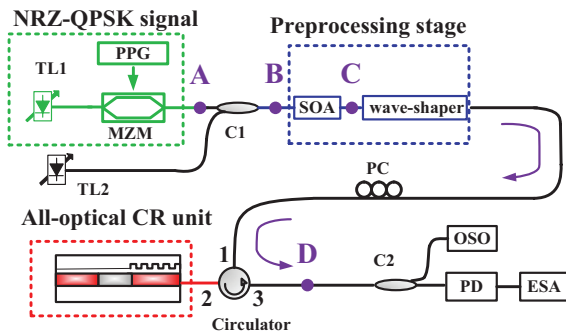 NRZ-QPSK signal
Preprocessing stage
PPG
TL1
A
B
C
MZM
C1
SOA
wave-shaper
TL2
PC
All-optical CR unit
1
D
C2
OSO
2
3
PD
ESA
Circulator